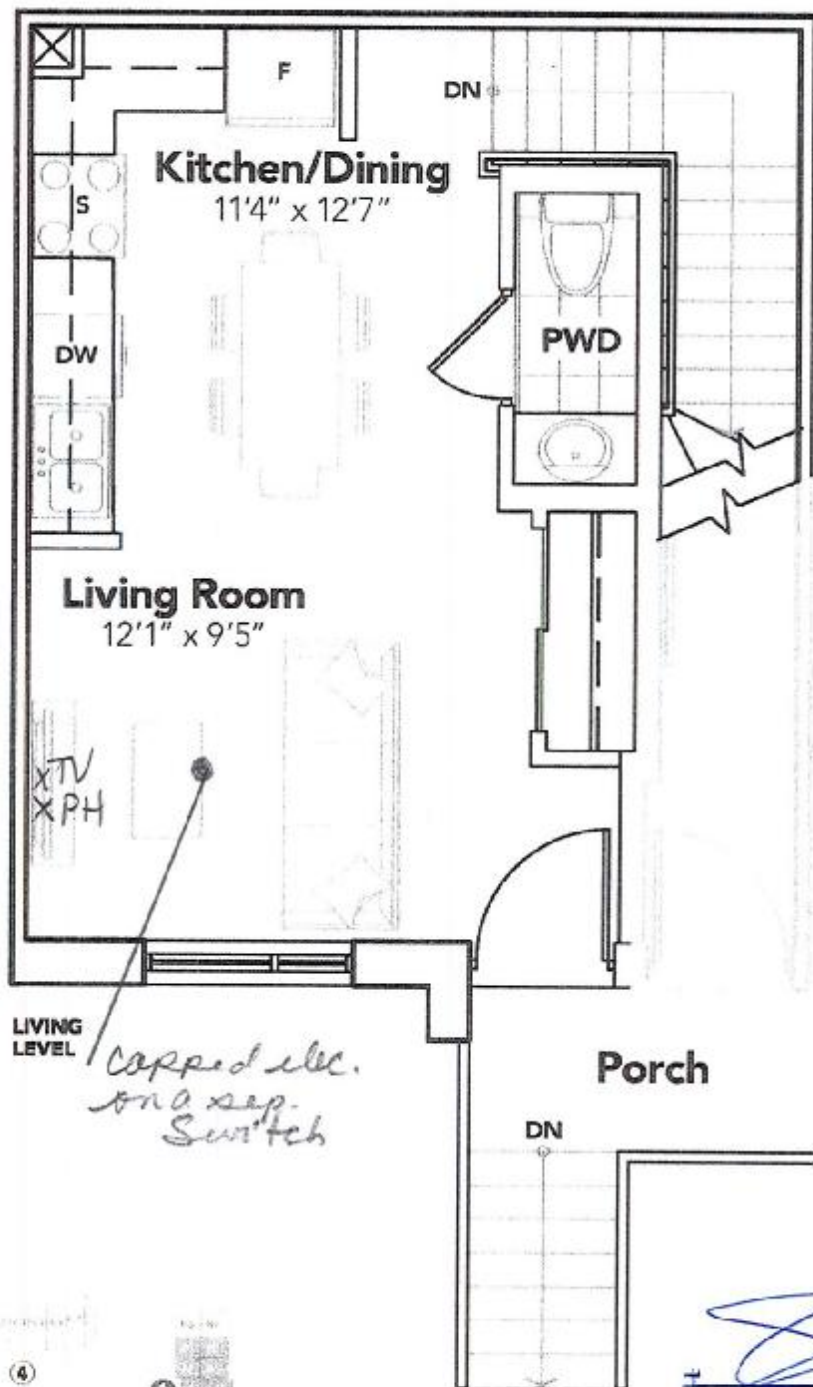 F
DN
Kitchen/Dining
11'4" x 12'7"
S
PWD
DW
Living Room
12'1" x 9'5"
xTV
xPH
LIVING
LEVEL
capped elec.
on a sep.
Switch
Porch
DN
4